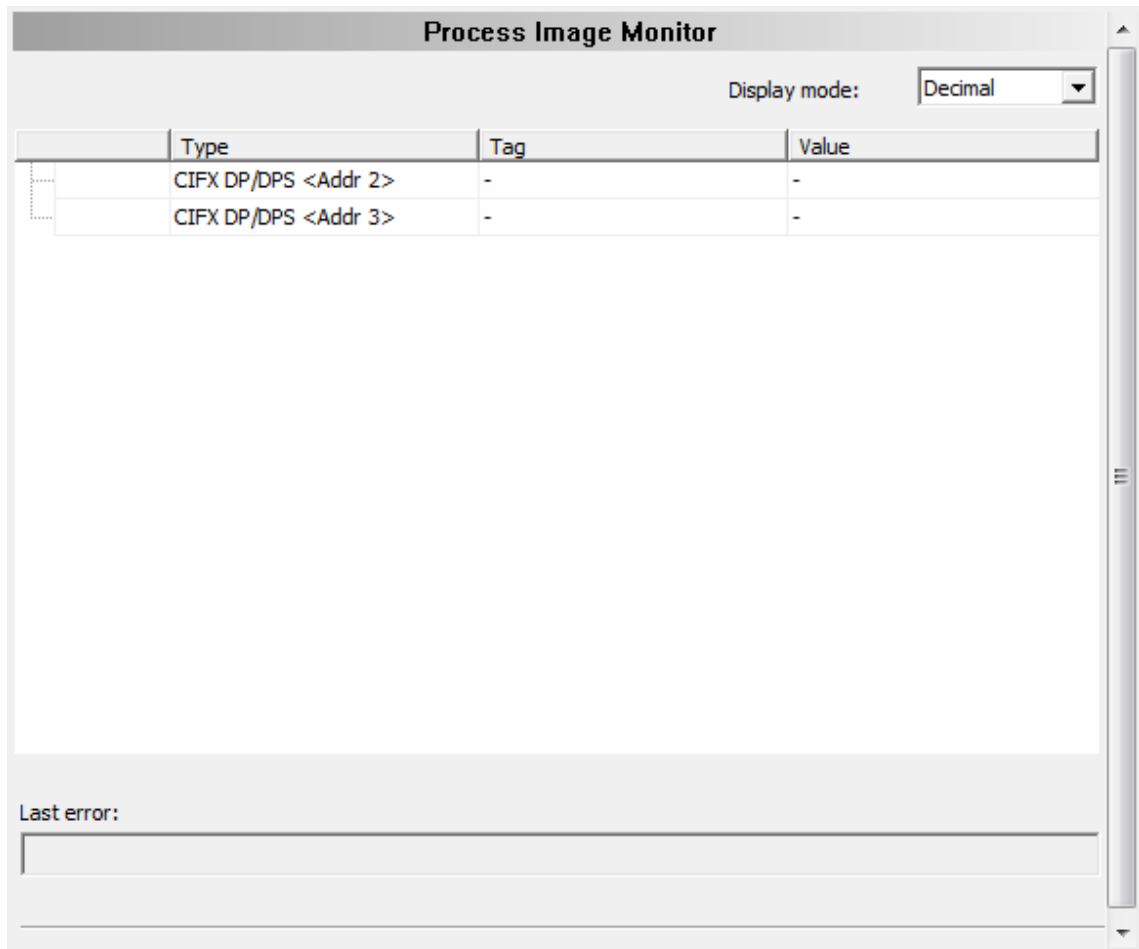 Process Image Monitor
Display mode: Decimal
Type Tag Value
CIFX DP/DPS <Addr 2> - -
CIFX DP/DPS <Addr 3> - -
Last error: